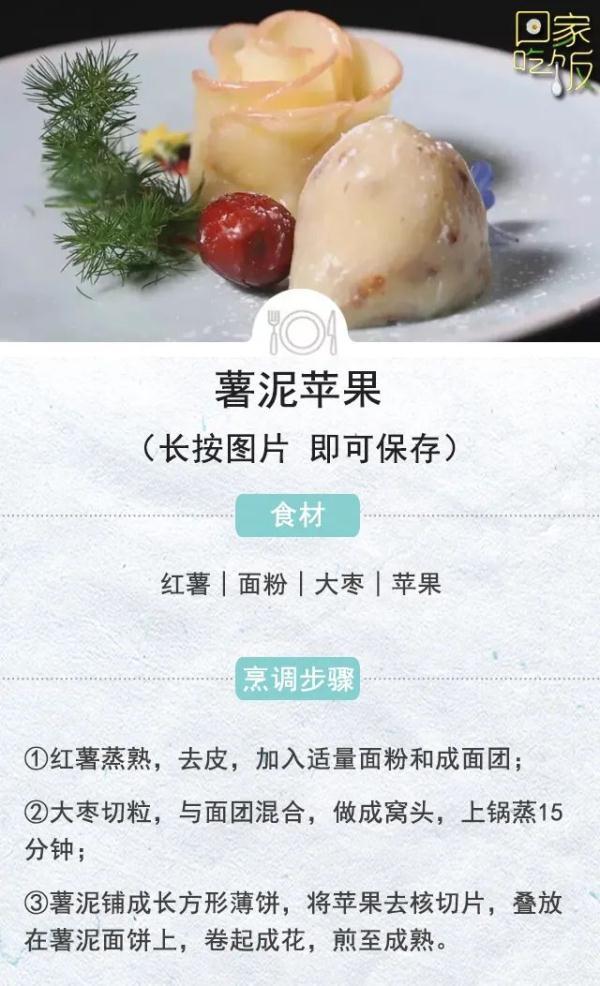 回家
吃饭
薯泥苹果
（长按图片 即可保存）
食材
红薯｜面粉｜大枣｜苹果
烹调步骤
①红薯蒸熟，去皮，加入适量面粉和成面团；
②大枣切粒，与面团混合，做成窝头，上锅蒸15
分钟；
③薯泥铺成长方形薄饼，将苹果去核切片，叠放
在薯泥面饼上，卷起成花，煎至成熟。